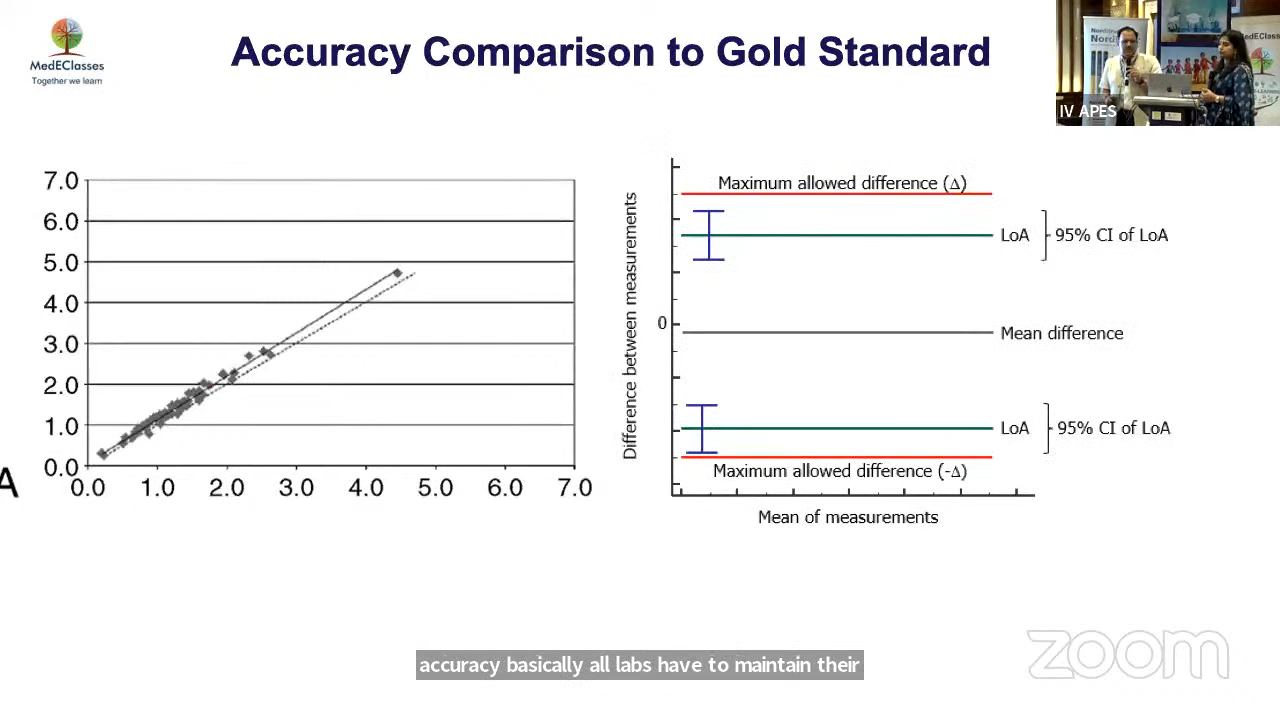 MedEClasses
Together we learn
Accuracy Comparison to Gold Standard
IV APES
7.0
6.0
5.0
4.0
3.0
2.0
1.0
0.0
0.0 1.0 2.0 3.0 4.0 5.0 6.0 7.0
A
Difference between measurements
0
Maximum allowed difference (Δ)
LoA 95% CI of LoA
Mean difference
LoA 95% CI of LoA
Maximum allowed difference (-Δ)
Mean of measurements
accuracy basically all labs have to maintain their
zoom